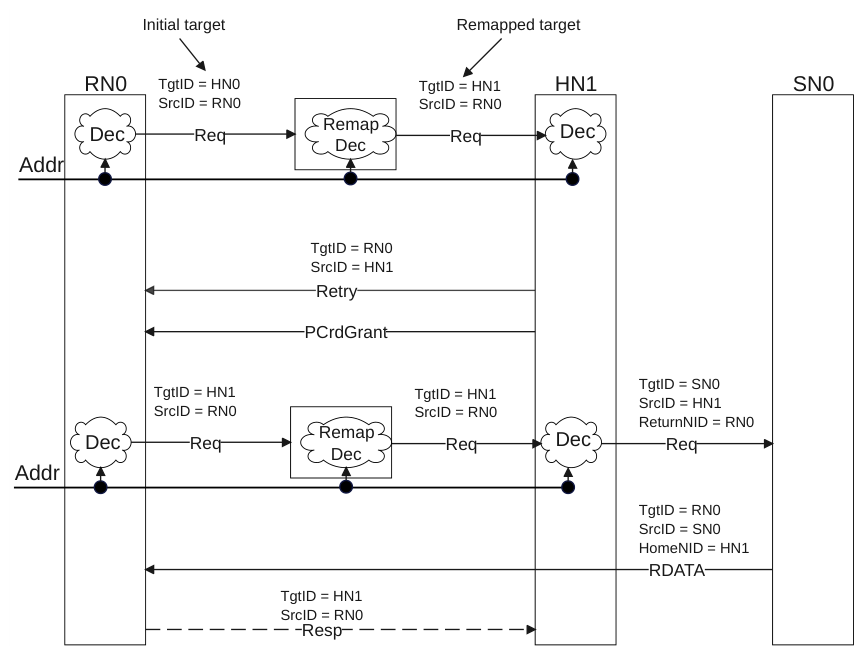 Initial target
Remapped target
RN0
TgtID = HN0
SrcID = RN0
TgtID = HN1
SrcID = RN0
HN1
SN0
Dec
Req
Remap
Dec
Req
Dec
Addr
TgtID = RN0
SrcID = HN1
Retry
PCrdGrant
TgtID = HN1
SrcID = RN0
TgtID = HN1
SrcID = RN0
TgtID = SN0
SrcID = HN1
ReturnNID = RN0
Dec
Req
Remap
Dec
Req
Dec
Req
Addr
TgtID = RN0
SrcID = SN0
HomeNID = HN1
RDATA
TgtID = HN1
SrcID = RN0
Resp